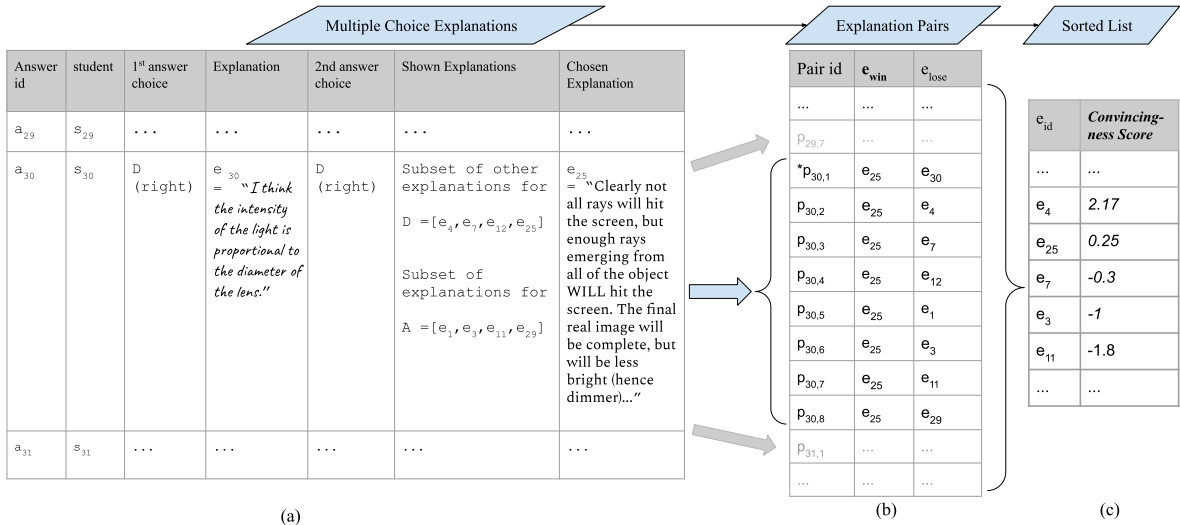 Multiple Choice Explanations
Explanation Pairs
Sorted List
Answer id
student
1st answer choice
Explanation
2nd answer choice
Shown Explanations
Chosen Explanation
a29
s29
...
...
...
...
...
a30
s30
D
(right)
e 30
= "I think
the intensity
of the light is
proportional to
the diameter of
the lens."
D
(right)
Subset of other
explanations for
D =[e4,e7,e12,e25]
Subset of
explanations for
A =[e1,e3,e11,e29]
e25
= "Clearly not
all rays will hit
the screen, but
enough rays
emerging from
all of the object
WILL hit the
screen. The final
real image will
be complete, but
will be less
bright (hence
dimmer)..."
a31
s31
...
...
...
...
...
(a)
Pair id ewin elose
... ... ...
p29,7 ... ...
*p30,1 e25 e30
p30,2 e25 e4
p30,3 e25 e7
p30,4 e25 e12
p30,5 e25 e1
p30,6 e25 e3
p30,7 e25 e11
p30,8 e25 e29
p31,1 ... ...
... ... ...
(b)
eid
Convincing-
ness Score
... ...
e4 2.17
e25 0.25
e7 -0.3
e3 -1
e11 -1.8
... ...
(c)